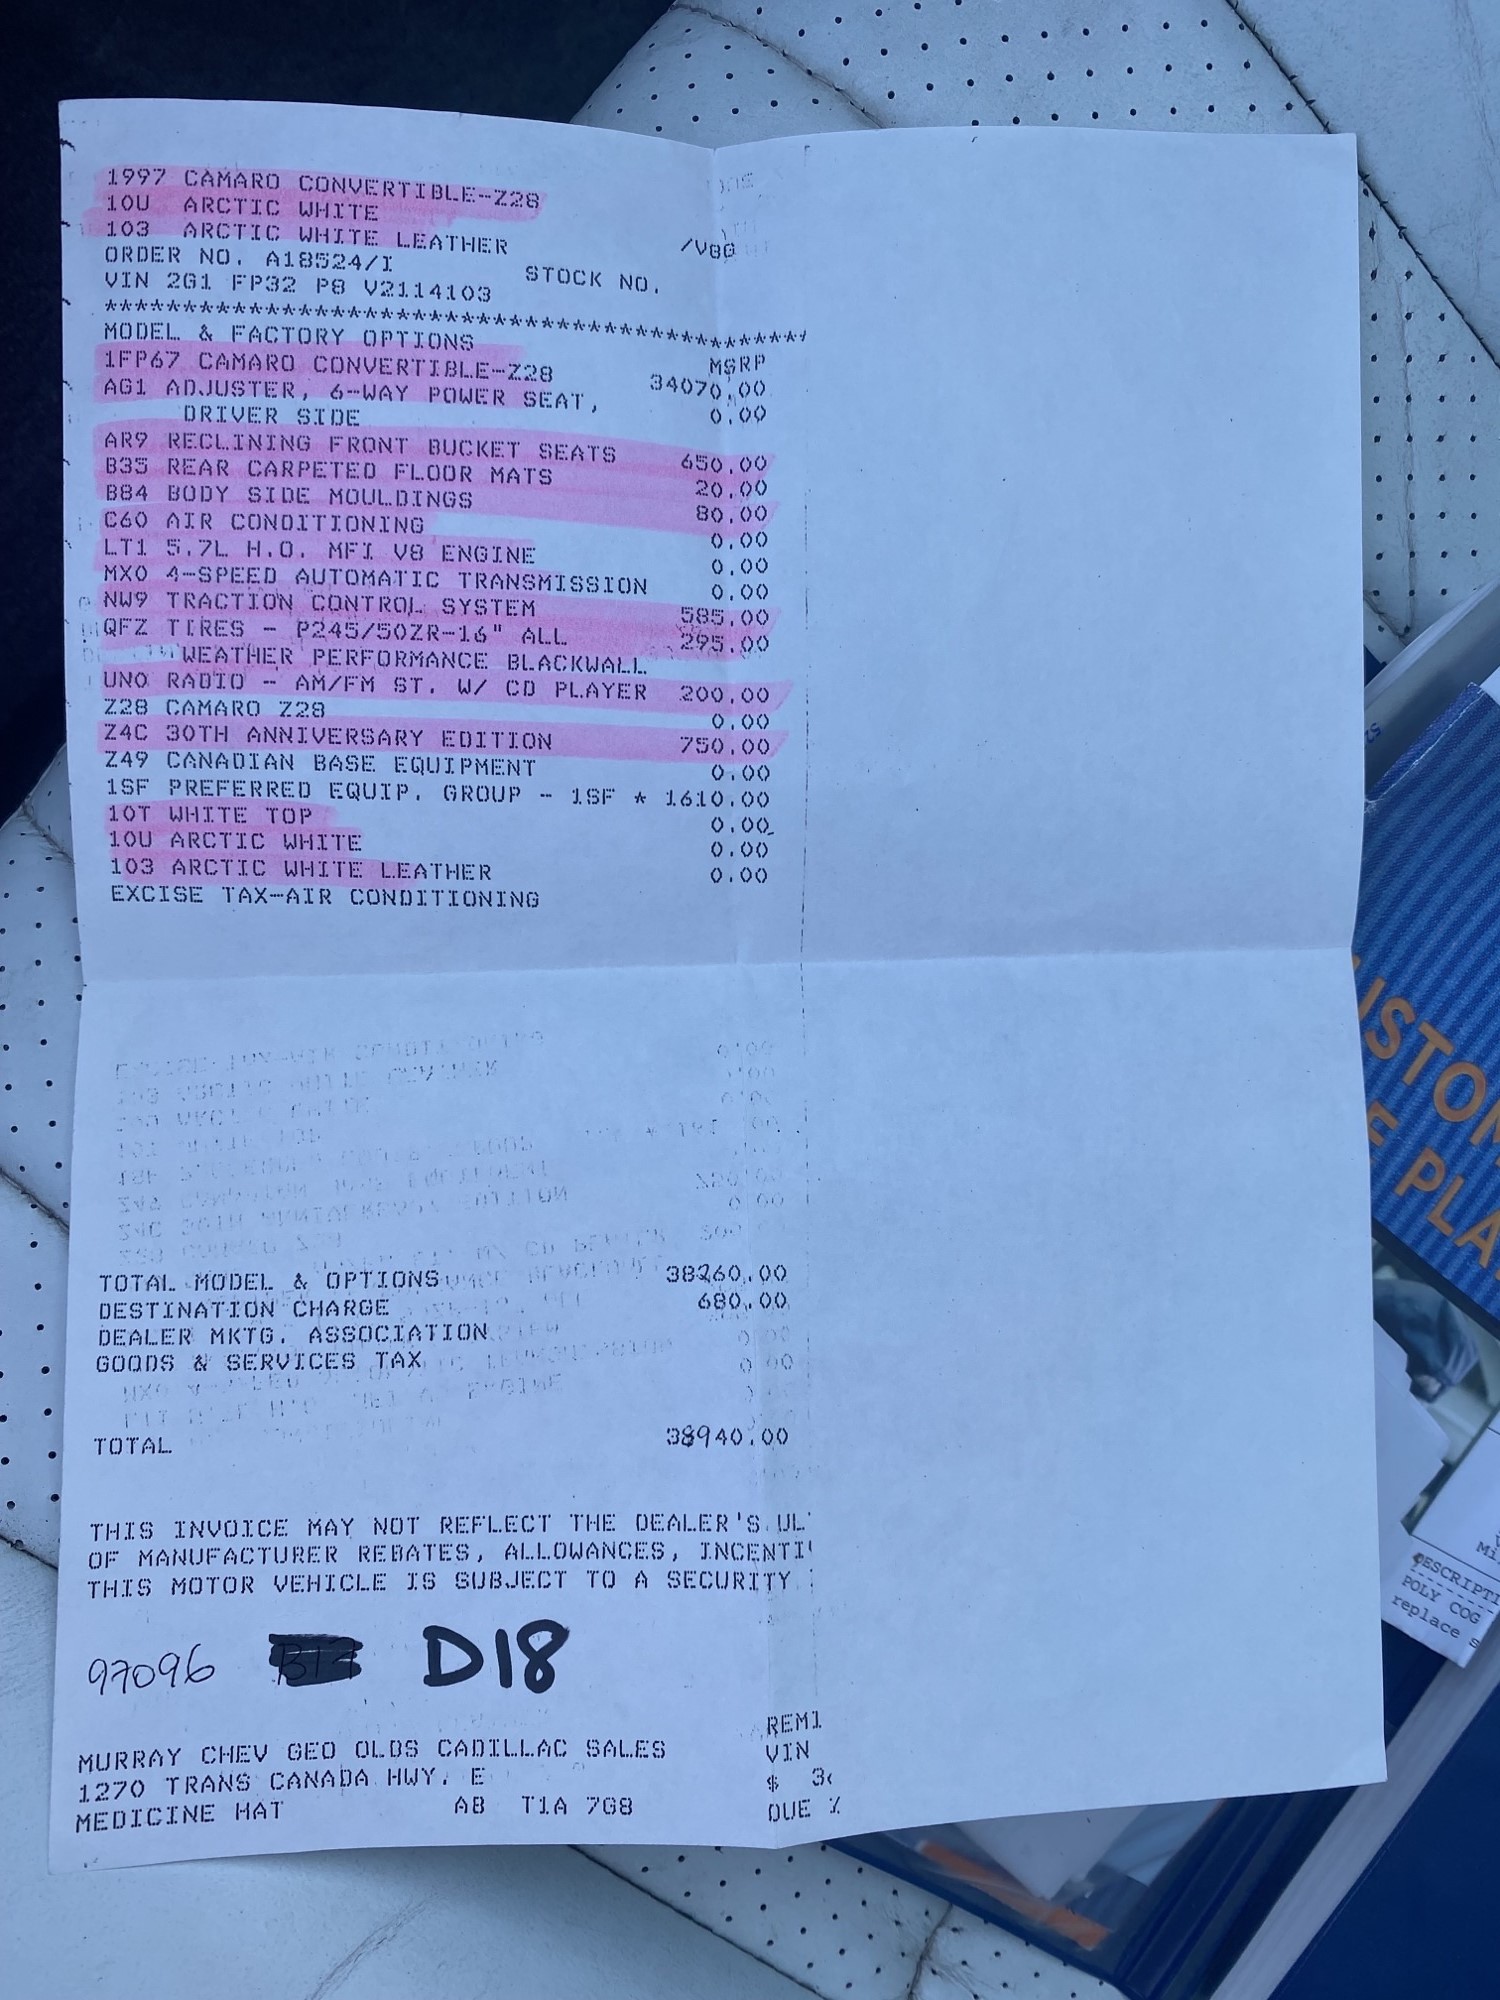 1997 CAMARO CONVERTIBLE-Z28
10U ARCTIC WHITE
103 ARCTIC WHITE LEATHER
ORDER NO. A18524/I STOCK NO.
VIN 2G1 FP32 P8 V2114103
*******************************************
MODEL & FACTORY OPTIONS MSRP
1FP67 CAMARO CONVERTIBLE-Z28 34070.00
AG1 ADJUSTER, 6-WAY POWER SEAT, 0.00
DRIVER SIDE
AR9 RECLINING FRONT BUCKET SEATS 650.00
B35 REAR CARPETED FLOOR MATS 20.00
B84 BODY SIDE MOULDINGS 80.00
C60 AIR CONDITIONING 0.00
LT1 5.7L H.O. MFI V8 ENGINE 0.00
MX0 4-SPEED AUTOMATIC TRANSMISSION 0.00
NW9 TRACTION CONTROL SYSTEM 585.00
QFZ TIRES - P245/50ZR-16" ALL 295.00
WEATHER PERFORMANCE BLACKWALL
UN0 RADIO - AM/FM ST. W/ CD PLAYER 200.00
Z28 CAMARO Z28 0.00
Z4C 30TH ANNIVERSARY EDITION 750.00
Z49 CANADIAN BASE EQUIPMENT 0.00
1SF PREFERRED EQUIP. GROUP - 1SF * 1610.00
10T WHITE TOP 0.00
10U ARCTIC WHITE 0.00
103 ARCTIC WHITE LEATHER 0.00
EXCISE TAX-AIR CONDITIONING
TOTAL MODEL & OPTIONS 38260.00
DESTINATION CHARGE 680.00
DEALER MKTG. ASSOCIATION
GOODS & SERVICES TAX
TOTAL 38940.00
THIS INVOICE MAY NOT REFLECT THE DEALER'S UL
OF MANUFACTURER REBATES, ALLOWANCES, INCENTI
THIS MOTOR VEHICLE IS SUBJECT TO A SECURITY
97096 D18
REMI
MURRAY CHEV GEO OLDS CADILLAC SALES VIN
1270 TRANS CANADA HWY. E $
MEDICINE HAT AB T1A 7G8 DUE
USTOM
E PLA
DESCRIPTI
POLY COG
replace s